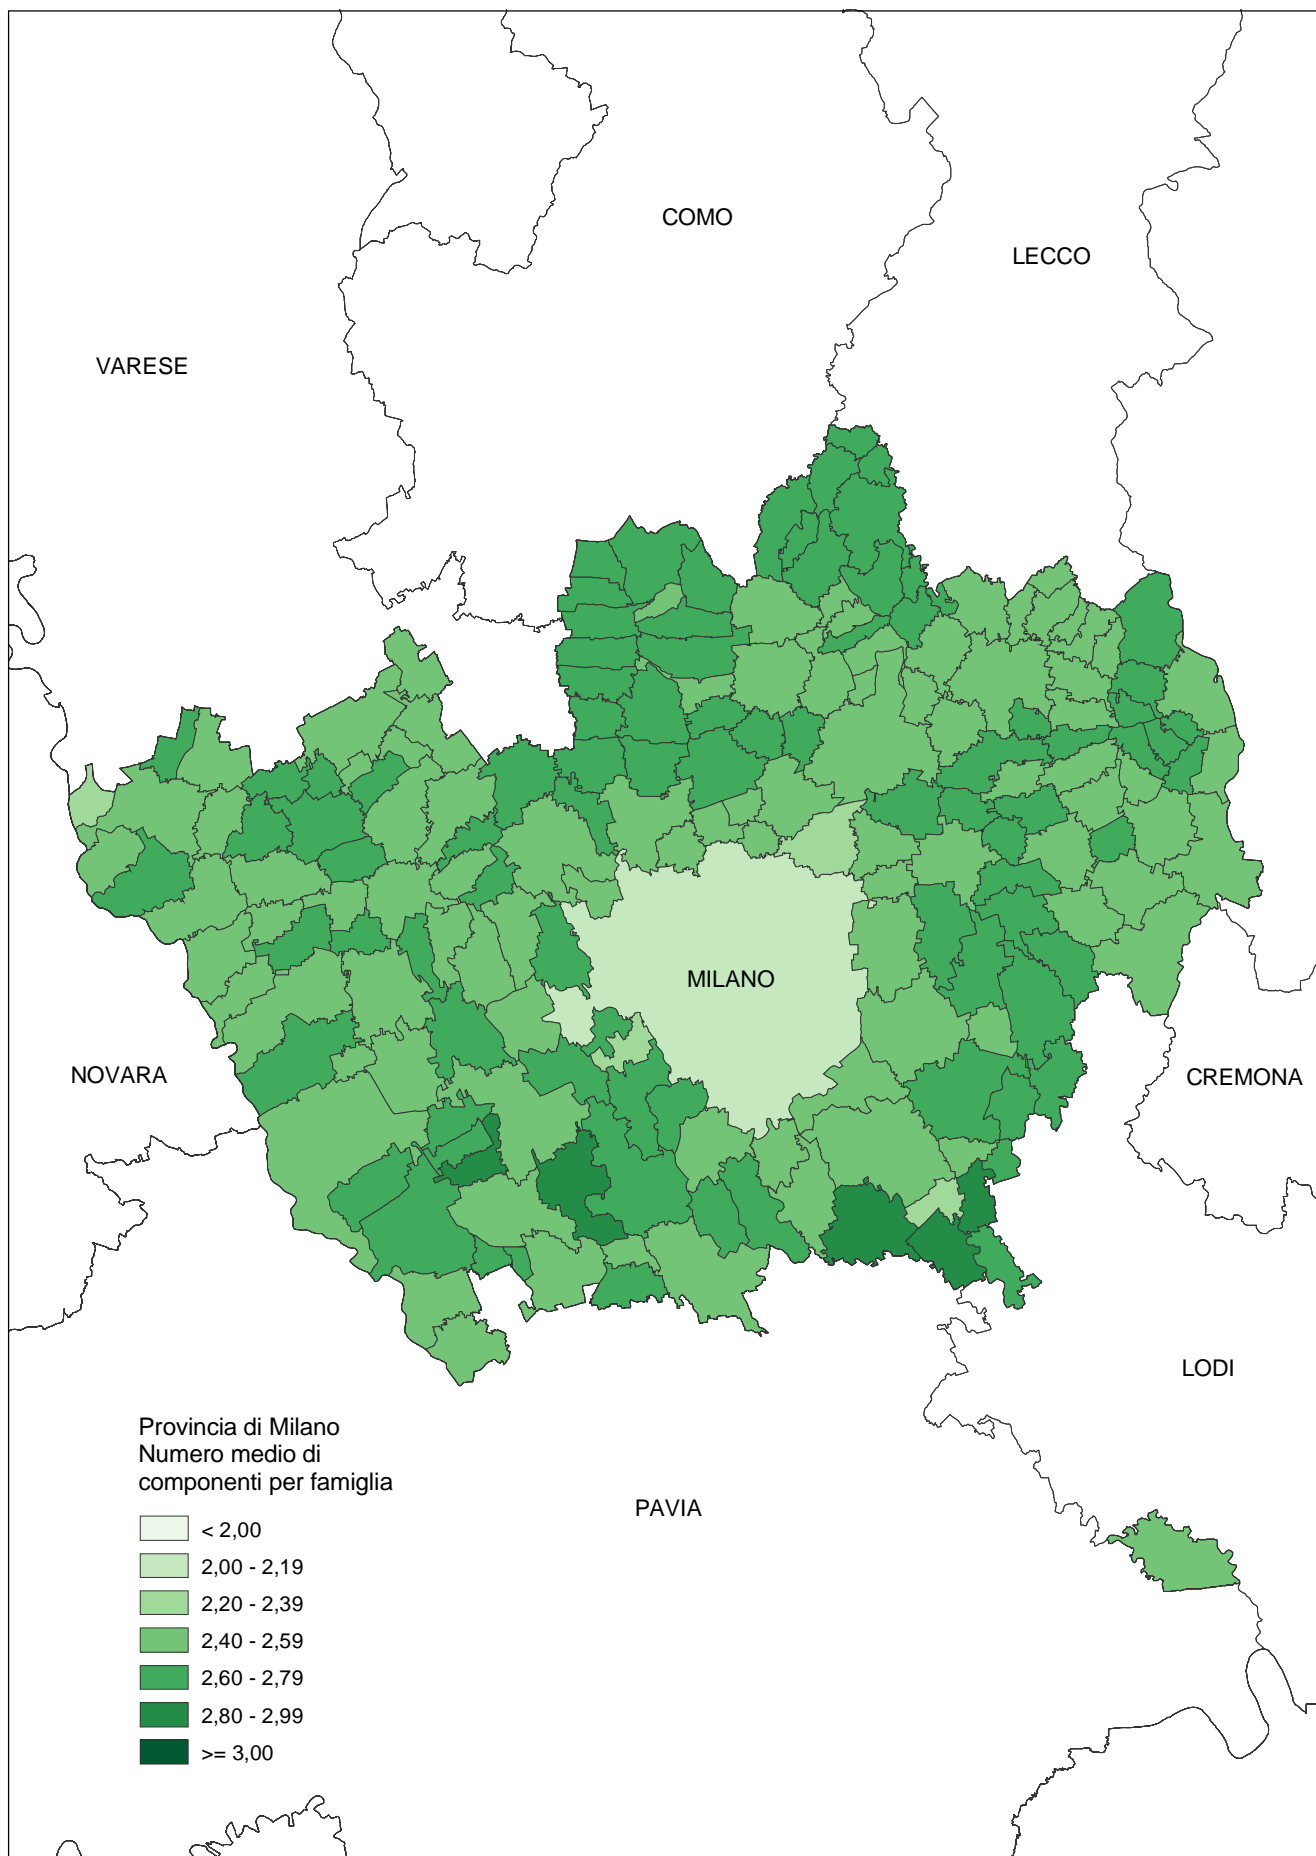 COMO
LECCO
VARESE
MILANO
NOVARA
CREMONA
LODI
Provincia di Milano
Numero medio di
componenti per famiglia
PAVIA
< 2,00
2,00 - 2,19
2,20 - 2,39
2,40 - 2,59
2,60 - 2,79
2,80 - 2,99
>= 3,00